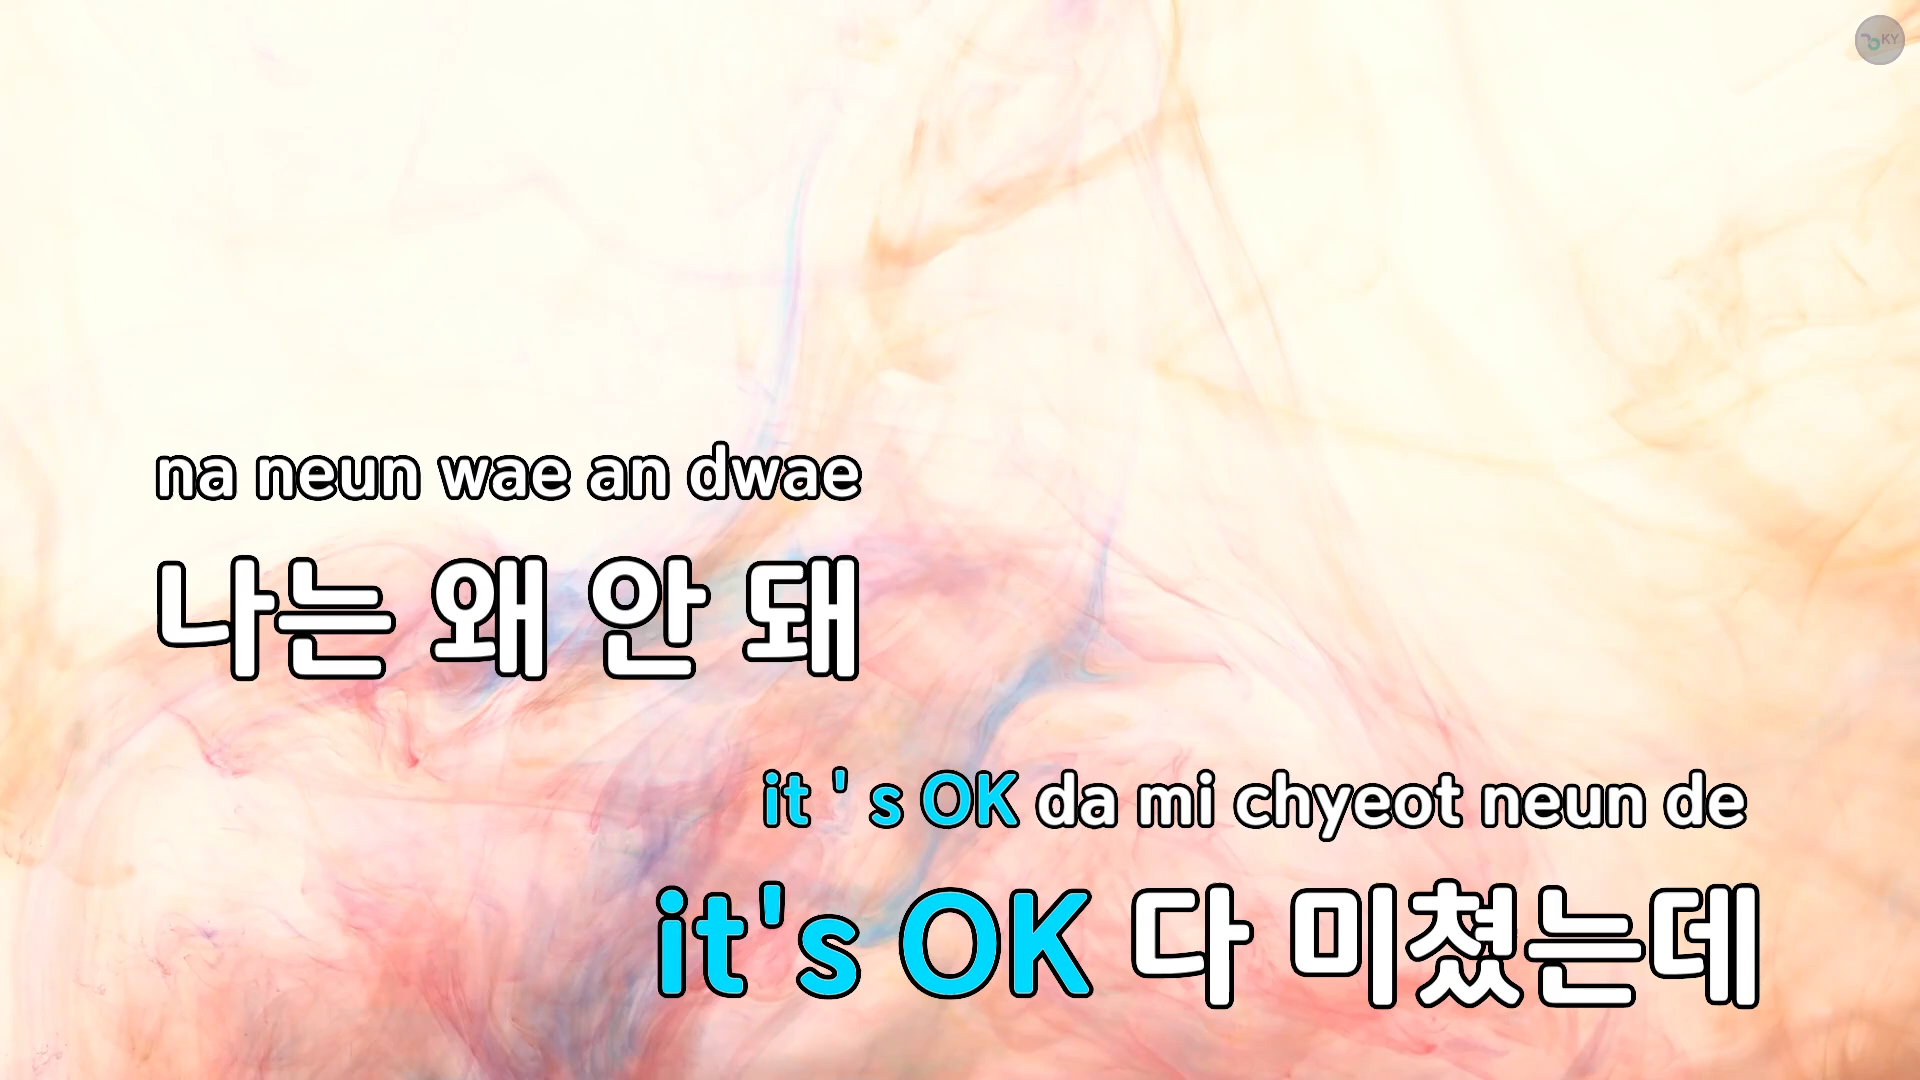 KY
na neun wae an dwae
나는 왜 안 돼
it ' s OK da mi chyeot neun de
it's OK 다 미쳤는데